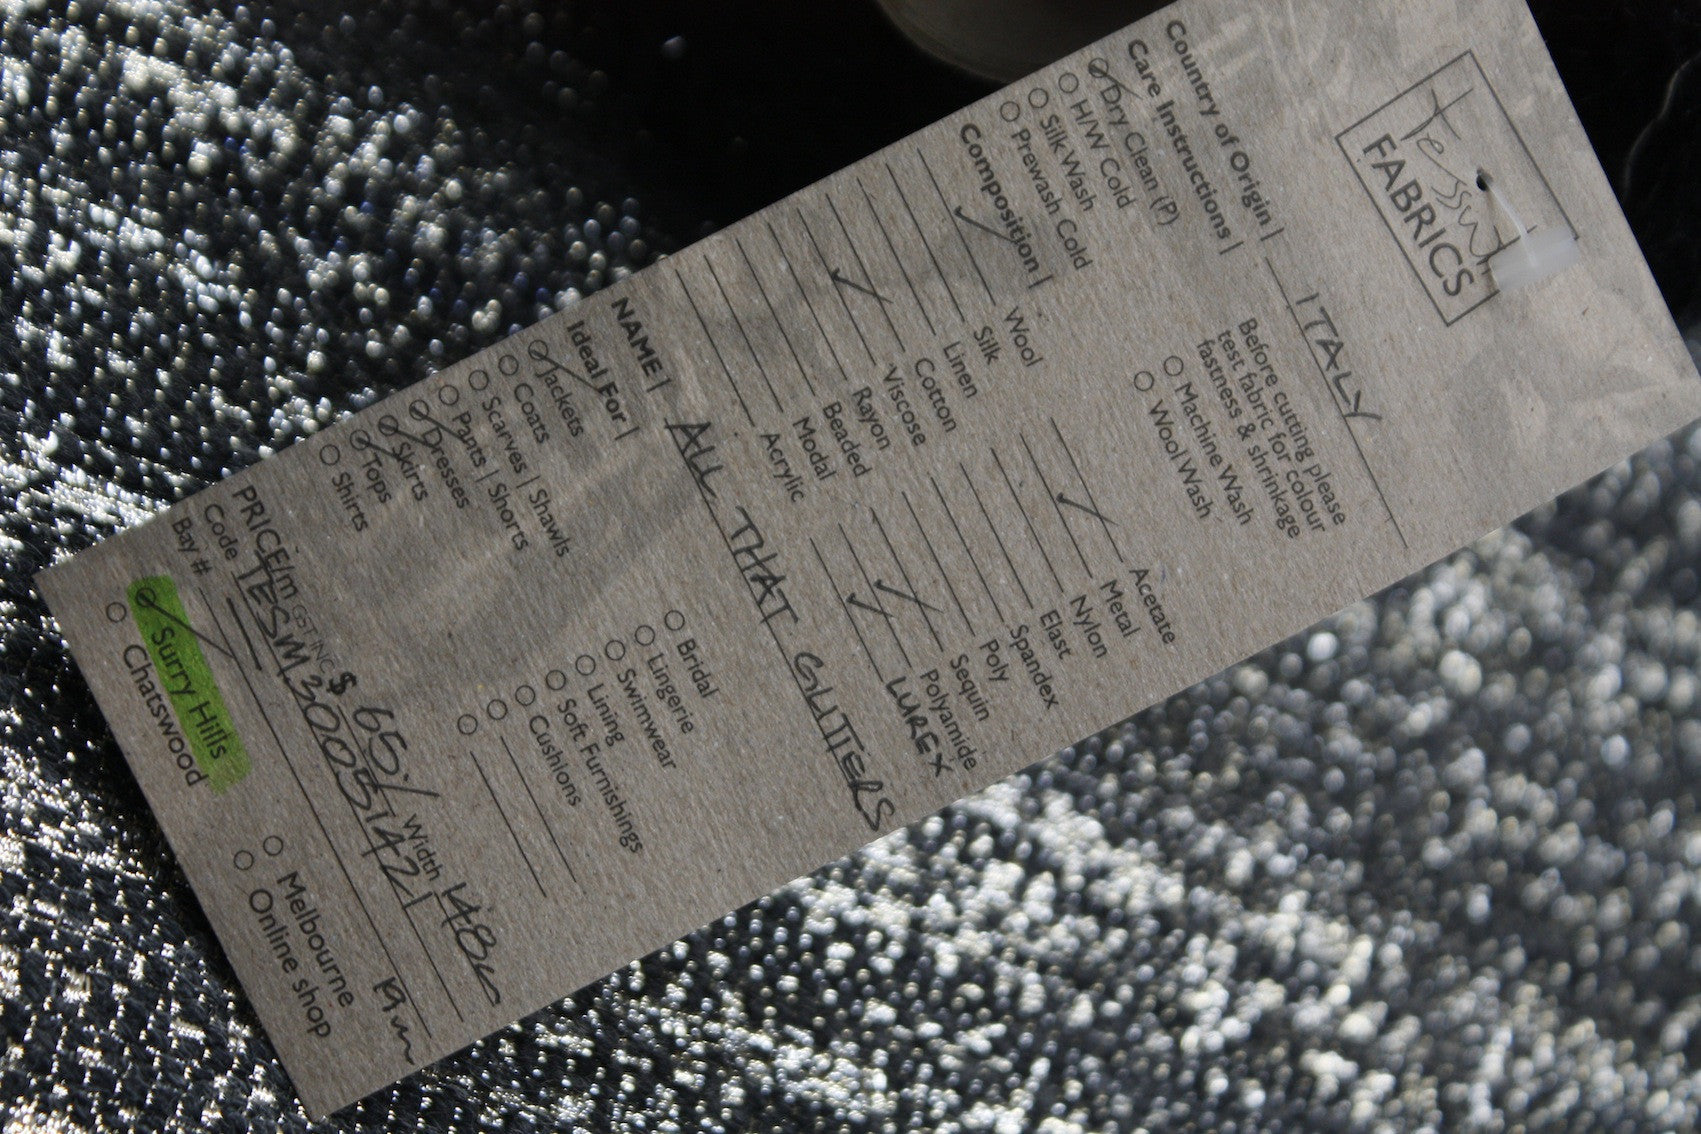 Tessuti
FABRICS
Country of Origin | ITALY
Care Instructions |
Dry Clean (P)
H/W Cold
Silk Wash
Prewash Cold
Before cutting please
test fabric for colour
fastness & shrinkage
Machine Wash
Wool Wash
Composition |
Wool
Silk
Linen
Cotton
Viscose
Rayon
Beaded
Modal
Acrylic
Acetate
Metal
Nylon
Elast
Spandex
Poly
Sequin
Polyamide
LUREX
NAME | ALL THAT GLITTERS
Ideal For |
Jackets
Coats
Scarves | Shawls
Pants | Shorts
Dresses
Skirts
Tops
Shirts
Bridal
Lingerie
Swimwear
Lining
Soft Furnishings
Cushions
PRICE/m GST INC $ 65/ Width 148c
Code TESM30051421
Bay # 19m
Surry Hills
Chatswood
Melbourne
Online shop